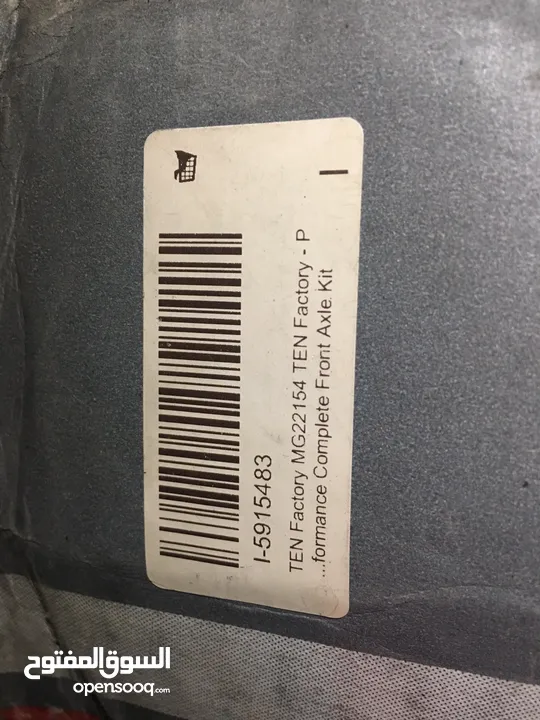 I-5915483
TEN Factory MG22154 TEN Factory - P
...formance Complete Front Axle Kit
I
السوق المفتوح
opensooq.com